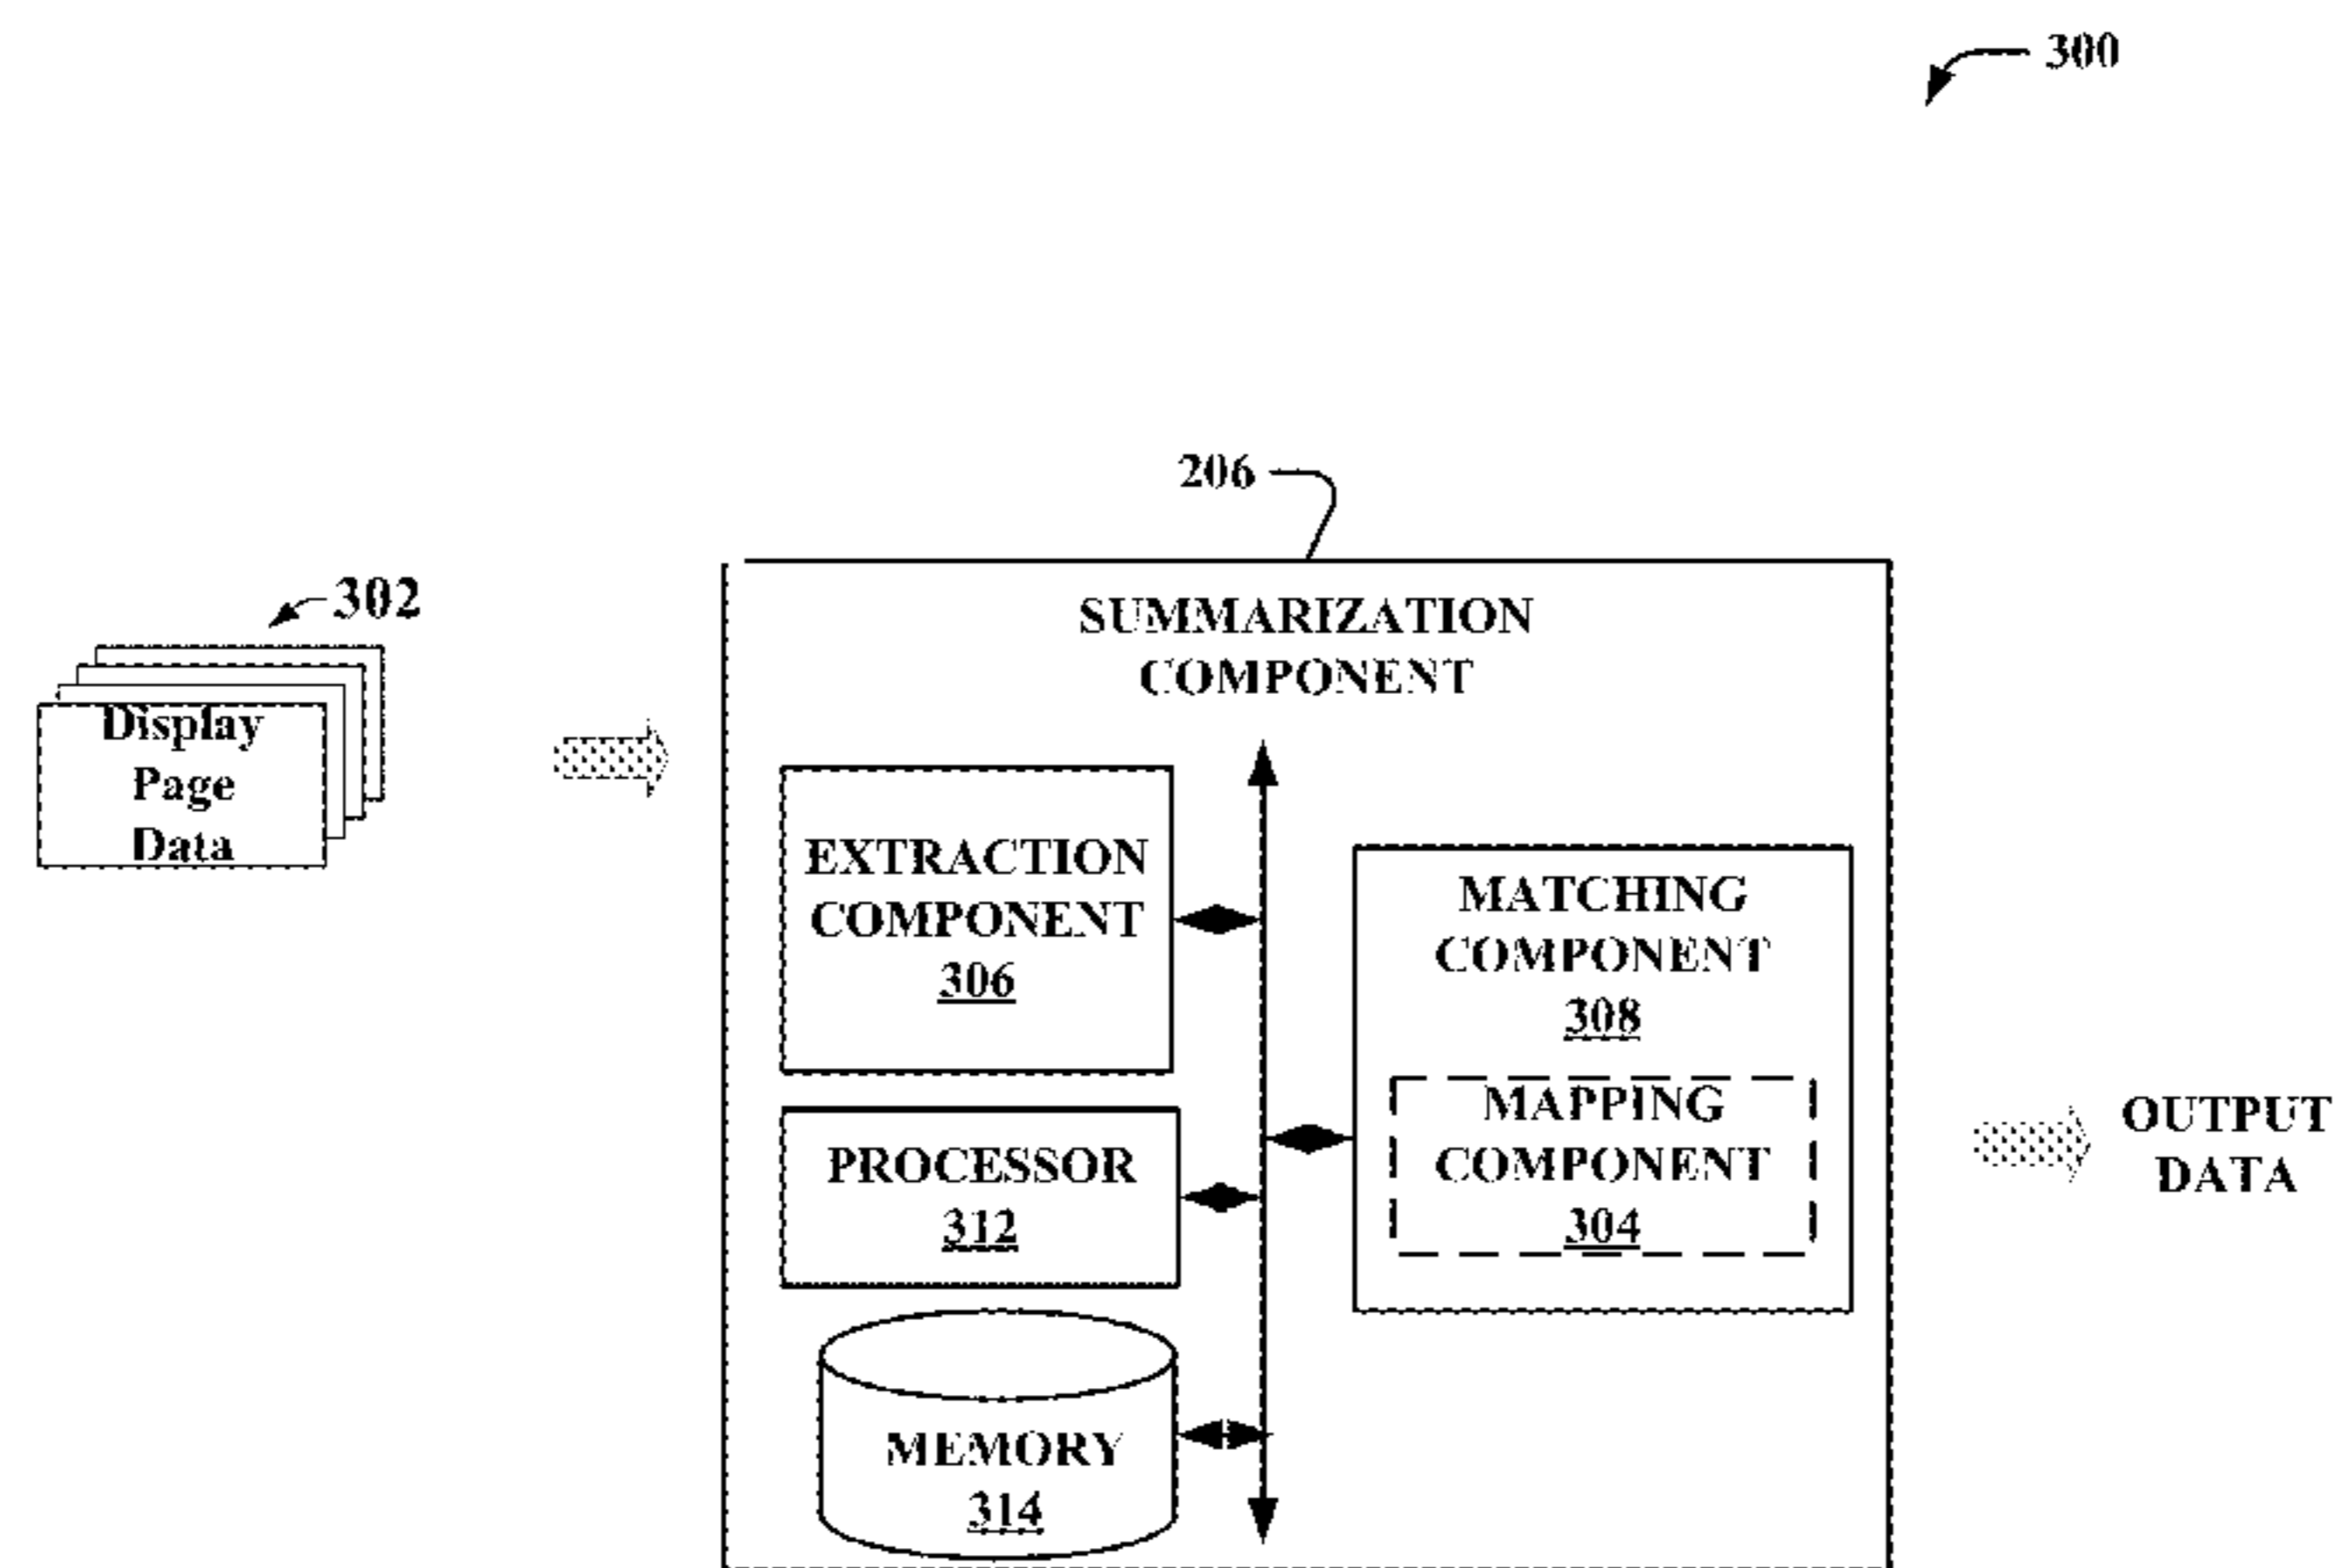 300
206
302
Display
Page
Data
SUMMARIZATION
COMPONENT
EXTRACTION
COMPONENT
306
PROCESSOR
312
MEMORY
314
MATCHING
COMPONENT
308
MAPPING
COMPONENT
304
OUTPUT
DATA